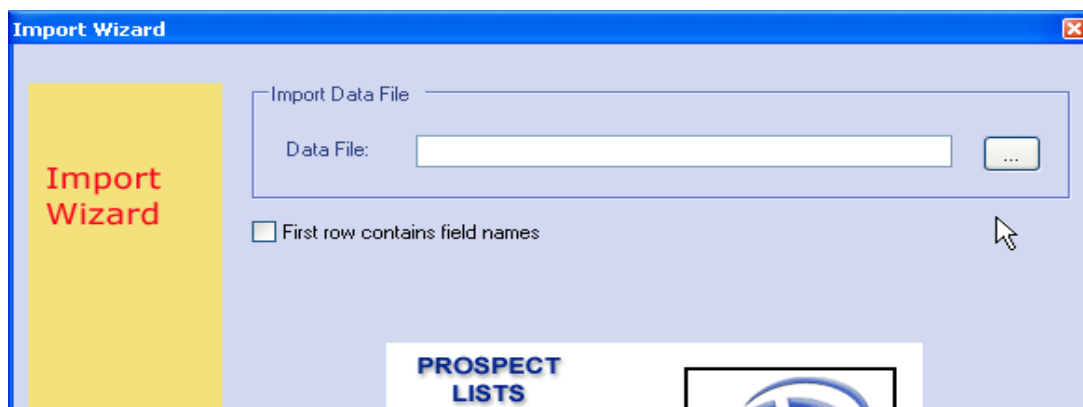 Import Wizard
Import Data File
Data File:
...
Import
Wizard
First row contains field names
PROSPECT
LISTS